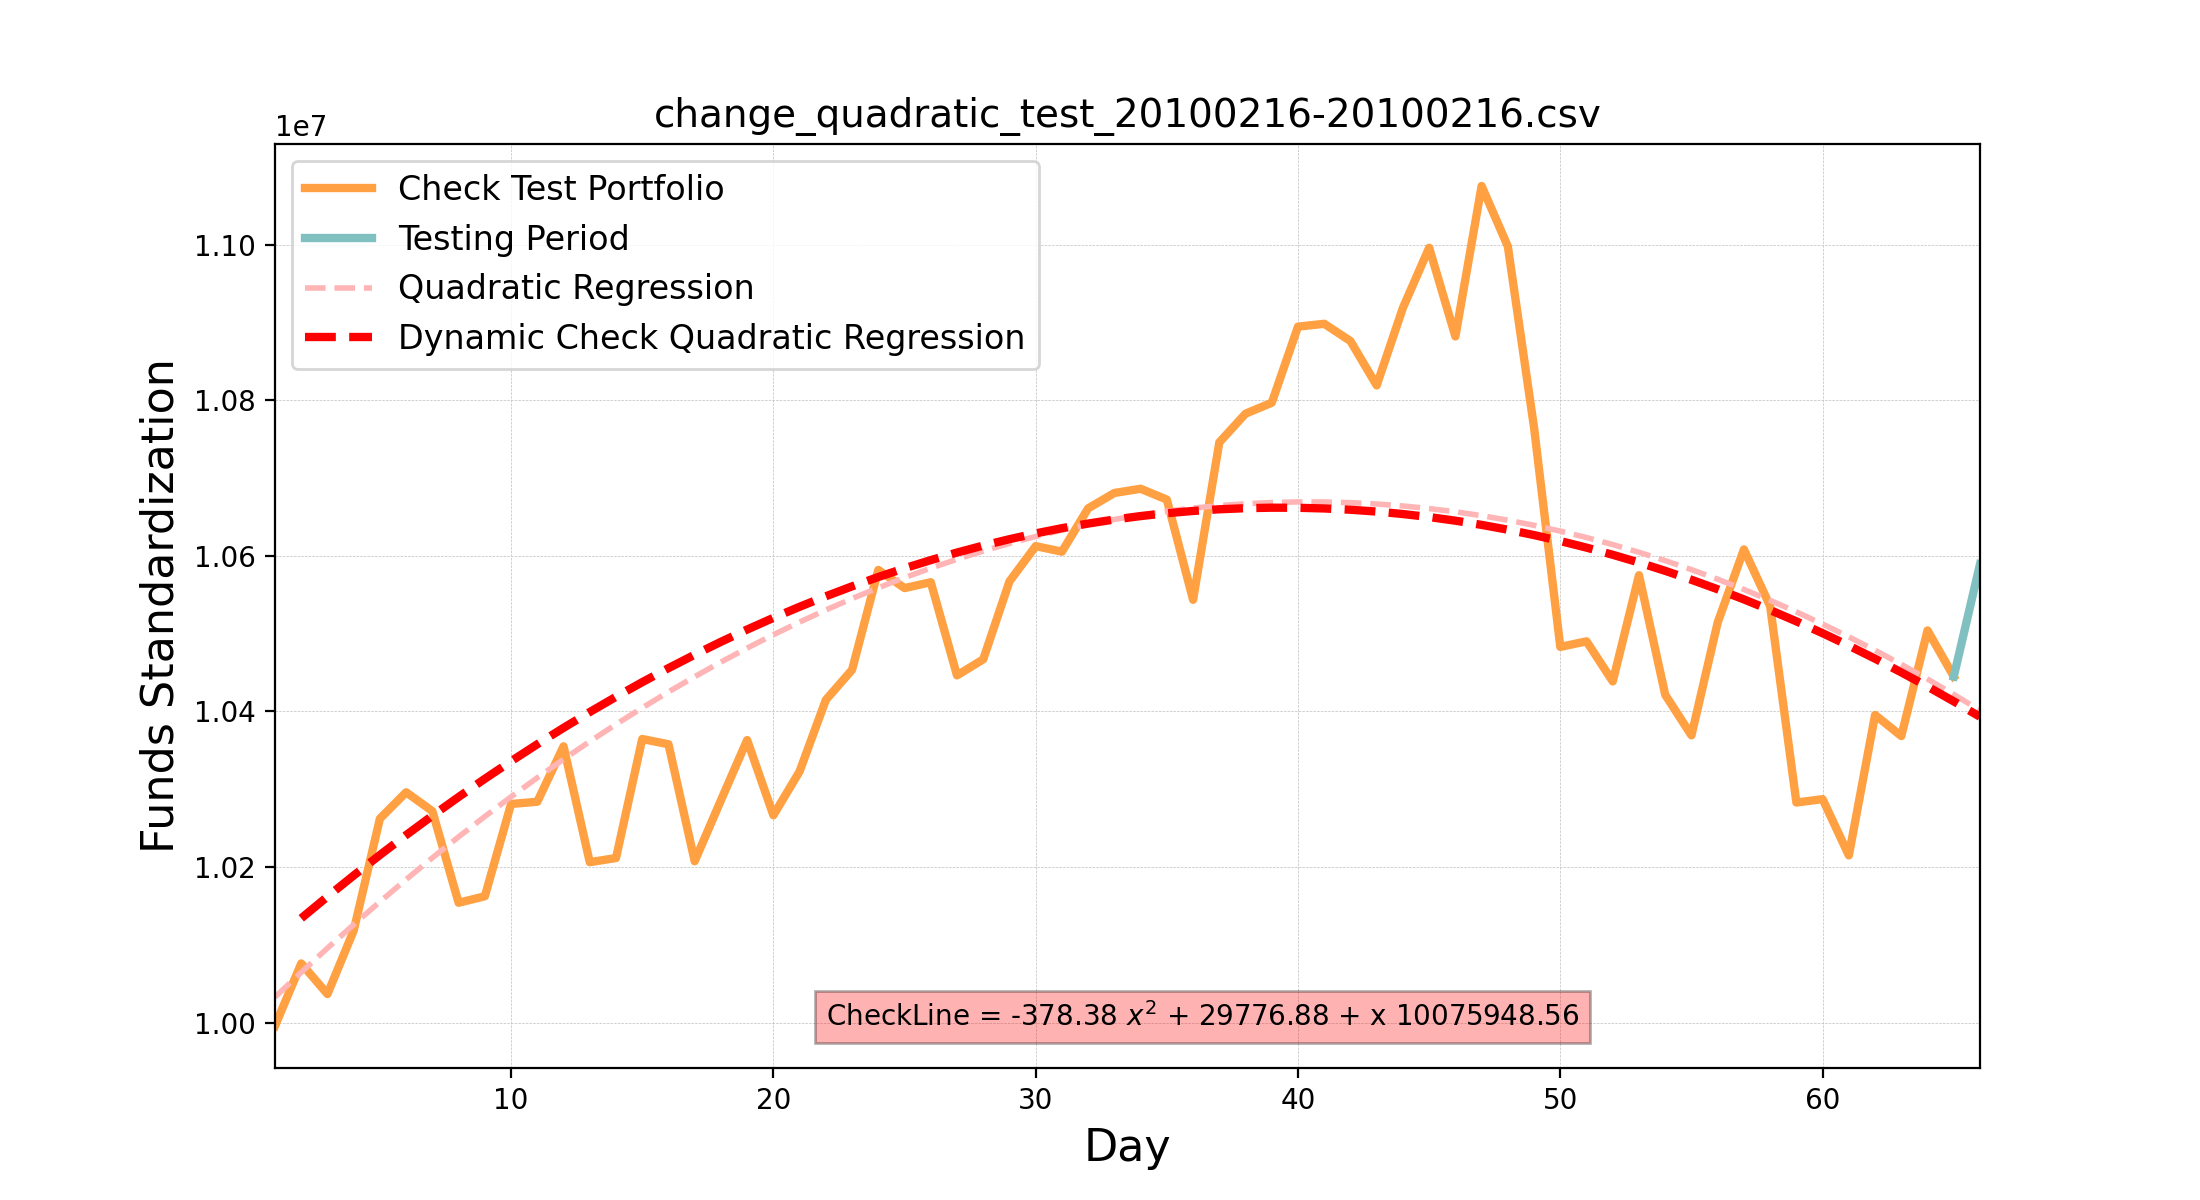 change_quadratic_test_20100216-20100216.csv
1e7
Check Test Portfolio
Testing Period
Quadratic Regression
Dynamic Check Quadratic Regression
1.10
1.08
1.06
1.04
1.02
1.00
Funds Standardization
CheckLine = -378.38 x² + 29776.88 + x 10075948.56
10 20 30 40 50 60
Day